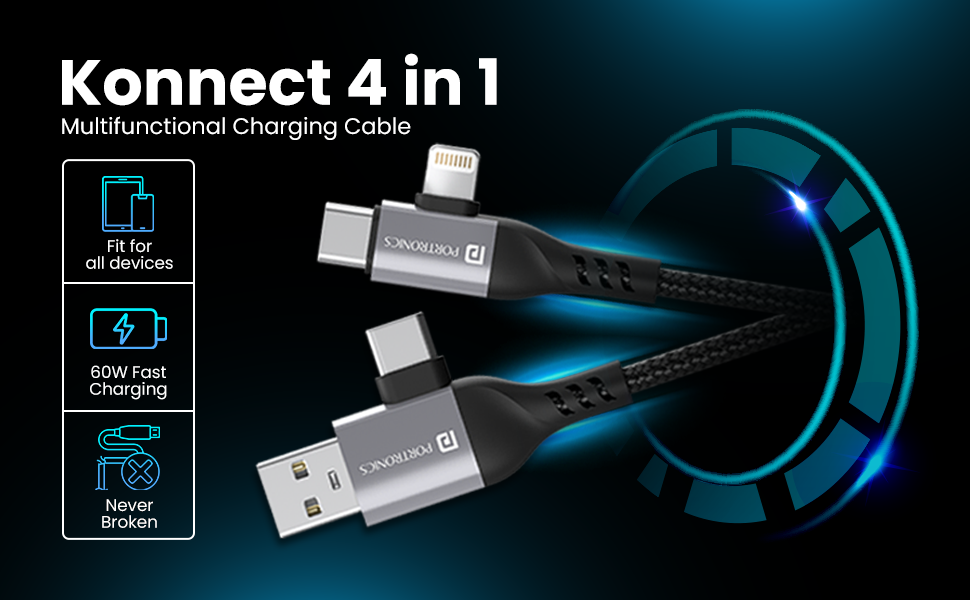 Konnect 4 in 1
Multifunctional Charging Cable
Fit for
all devices
60W Fast
Charging
Never
Broken
PORTRONICS
PORTRONICS